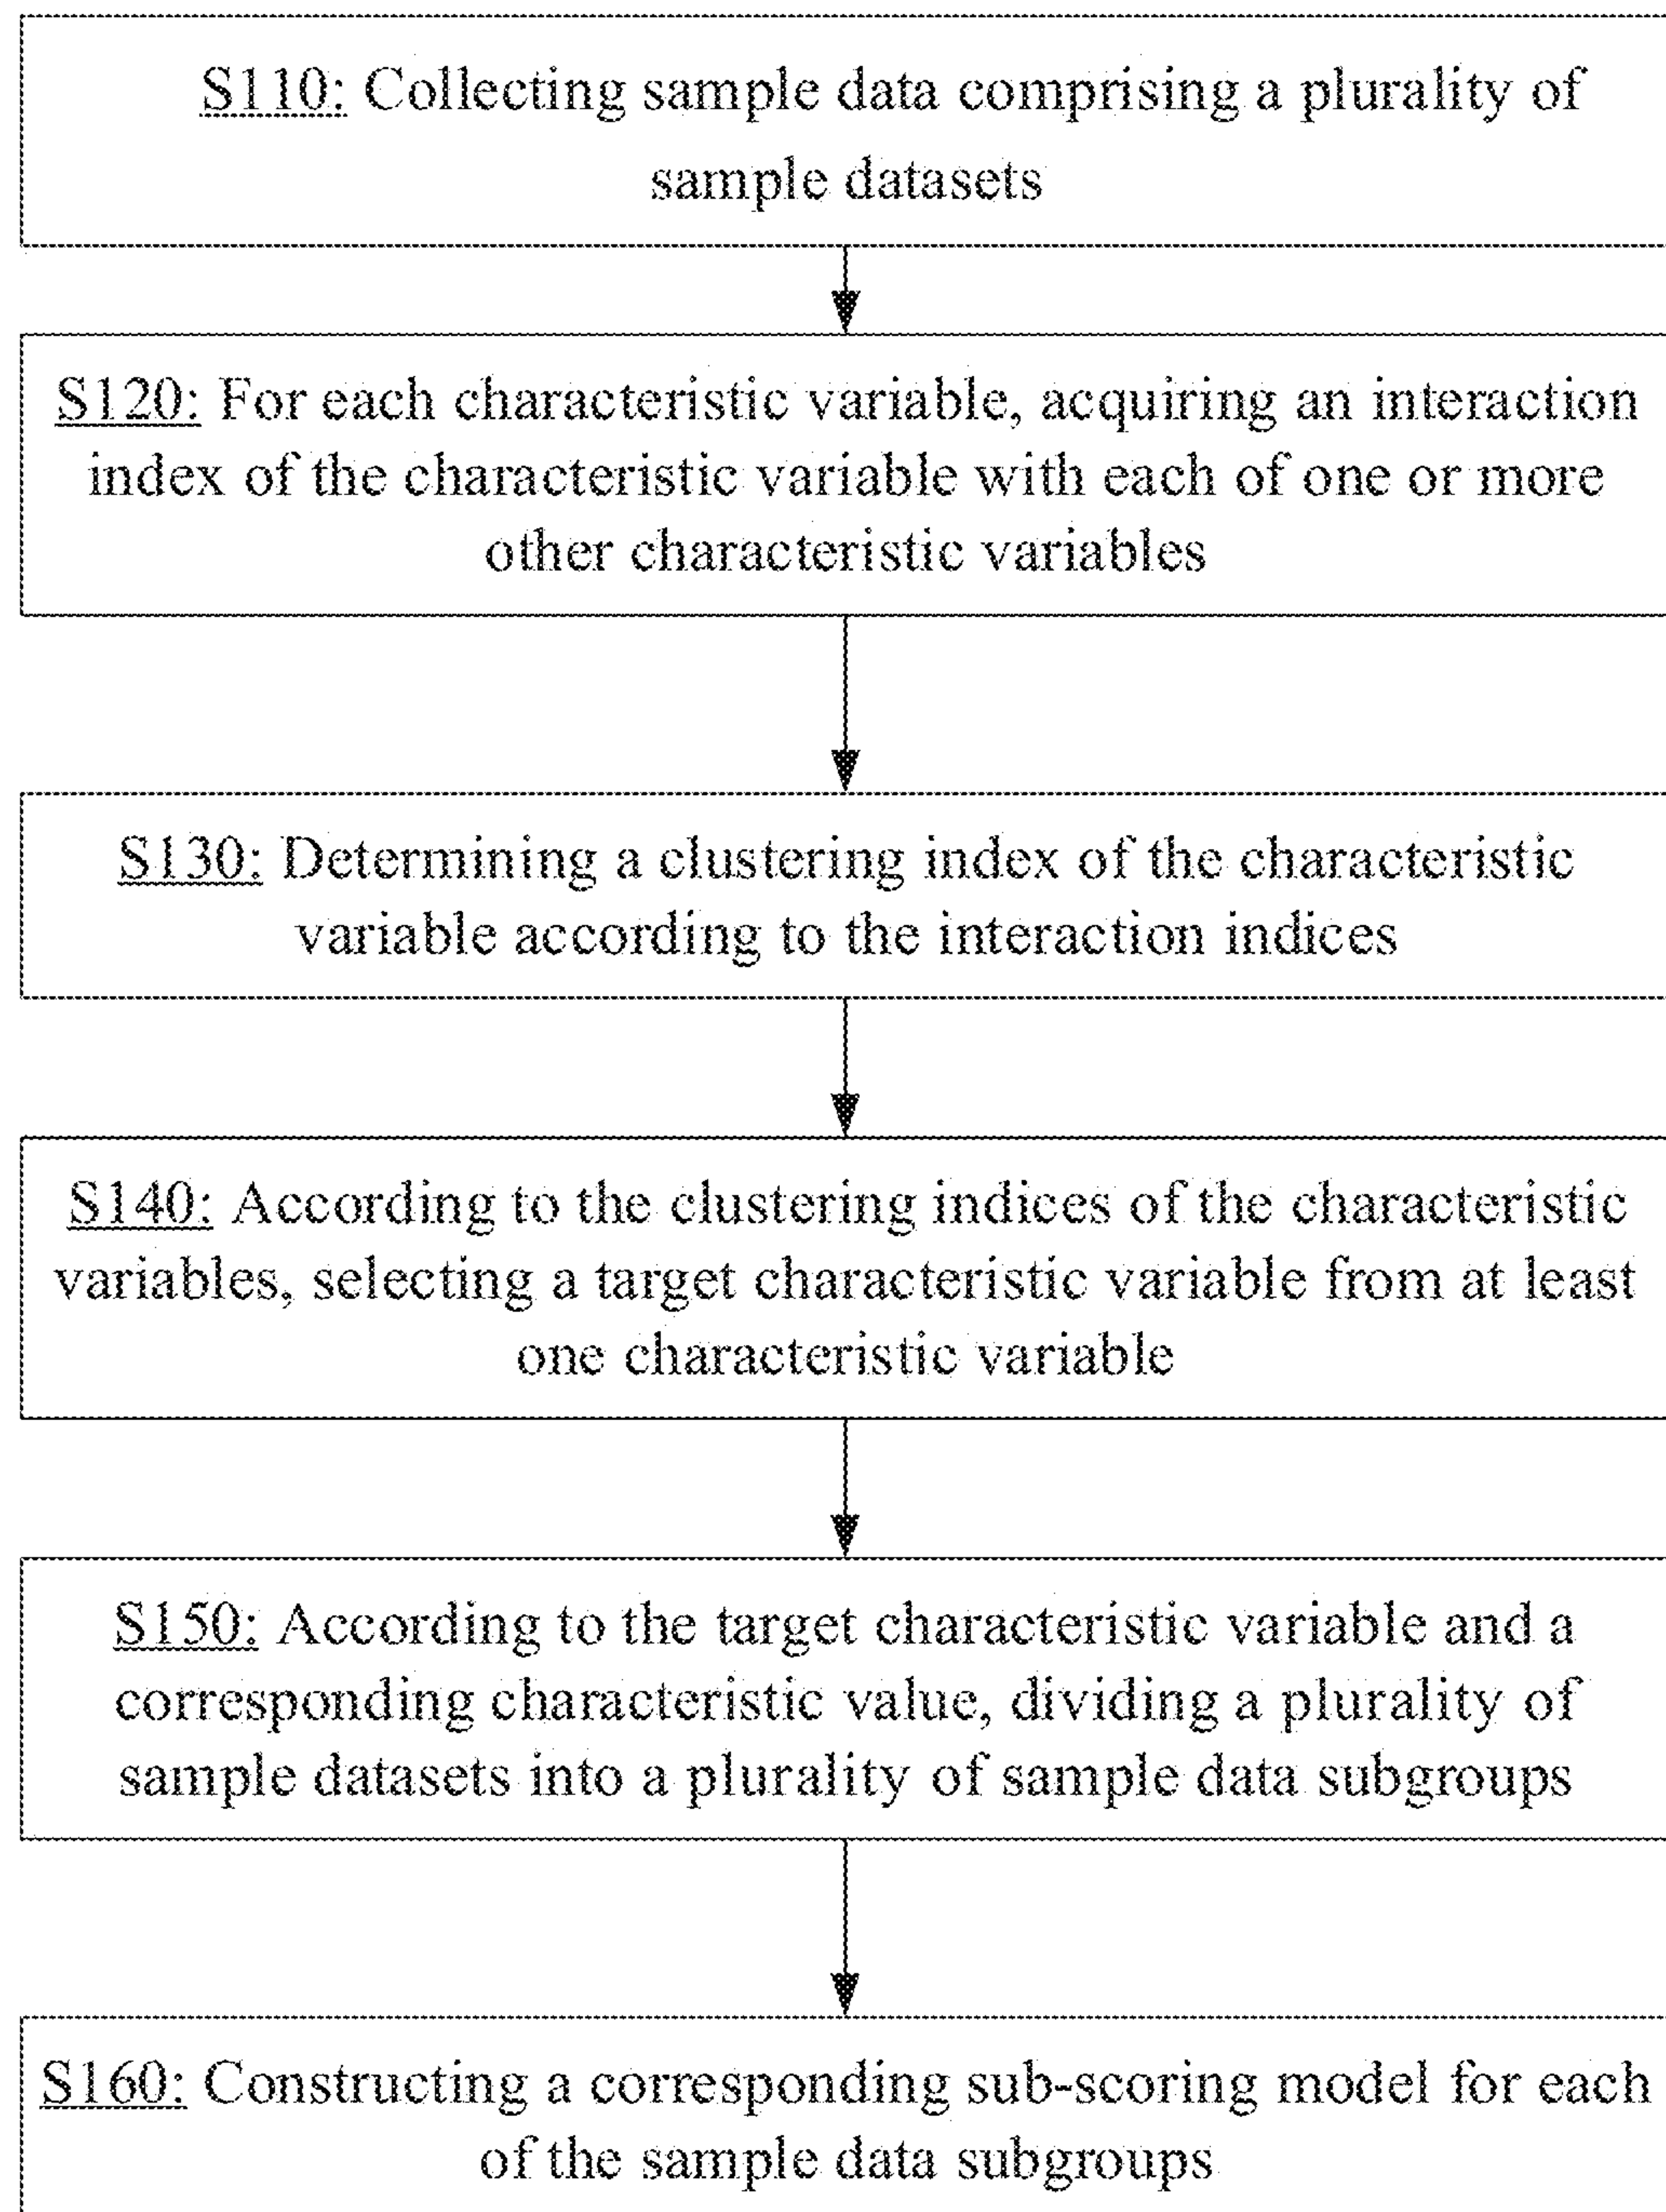 S110: Collecting sample data comprising a plurality of
sample datasets
S120: For each characteristic variable, acquiring an interaction
index of the characteristic variable with each of one or more
other characteristic variables
S130: Determining a clustering index of the characteristic
variable according to the interaction indices
S140: According to the clustering indices of the characteristic
variables, selecting a target characteristic variable from at least
one characteristic variable
S150: According to the target characteristic variable and a
corresponding characteristic value, dividing a plurality of
sample datasets into a plurality of sample data subgroups
S160: Constructing a corresponding sub-scoring model for each
of the sample data subgroups